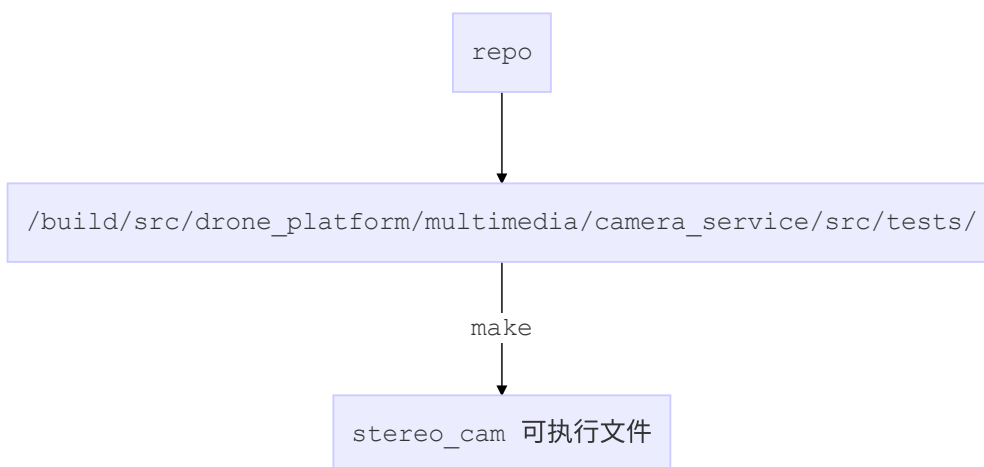 repo
/build/src/drone_platform/multimedia/camera_service/src/tests/
make
stereo_cam 可执行文件